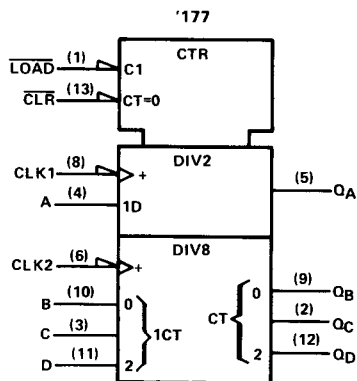 '177
CTR
LOAD (1) C1
CLR (13) CT=0
DIV2
CLK1 (8) +
A (4) 1D
(5) QA
DIV8
CLK2 (6) +
B (10) 0
0 (9) QB
C (3) 1CT
CT (2) QC
D (11) 2
2 (12) QD